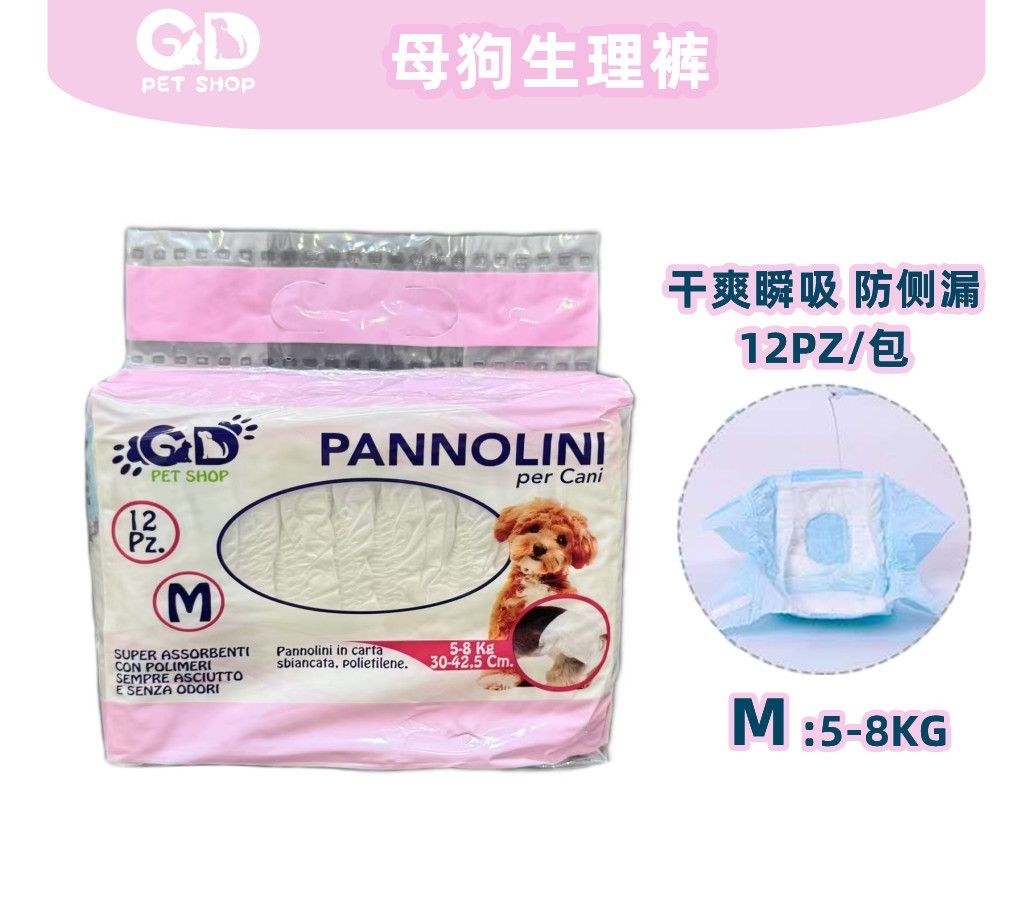 GD
PET SHOP
母狗生理裤
干爽瞬吸 防侧漏
12PZ/包
GD
PET SHOP
PANNOLINI
per Cani
12
Pz.
M
SUPER ASSORBENTI
CON POLIMERI
SEMPRE ASCIUTTO
E SENZA ODORI
Pannolini in carta
sbiancata, polietilene.
5-8 Kg
30-42,5 Cm.
M :5-8KG